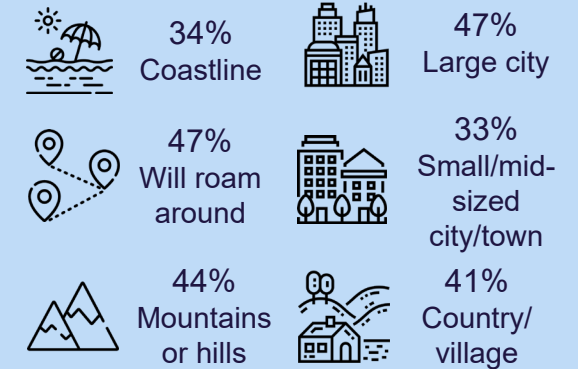 34%
Coastline
47%
Large city
47%
Will roam
around
33%
Small/mid-
sized
city/town
44%
Mountains
or hills
41%
Country/
village